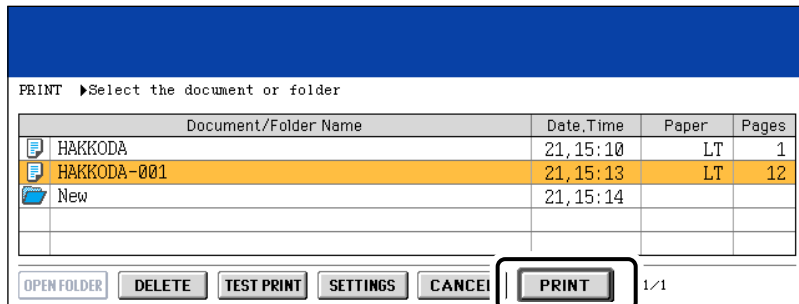 PRINT ▶Select the document or folder
Document/Folder Name Date,Time Paper Pages
HAKKODA 21,15:10 LT 1
HAKKODA-001 21,15:13 LT 12
New 21,15:14
OPEN FOLDER DELETE TEST PRINT SETTINGS CANCEL PRINT 1/1